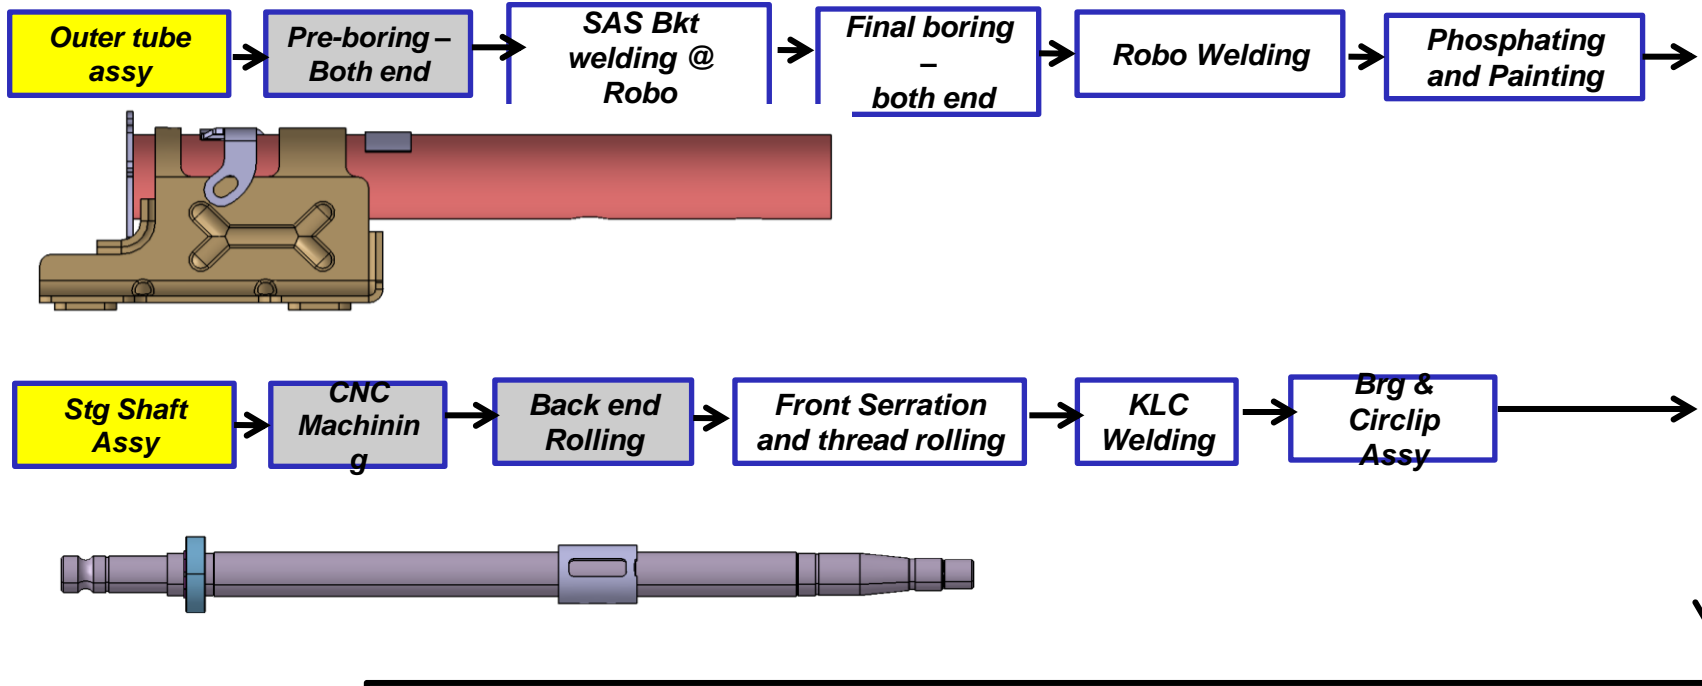 Outer tube
assy
Pre-boring –
Both end
SAS Bkt
welding @
Robo
Final boring
–
both end
Robo Welding
Phosphating
and Painting
Stg Shaft
Assy
CNC
Machinin
g
Back end
Rolling
Front Serration
and thread rolling
KLC
Welding
Brg &
Circlip
Assy